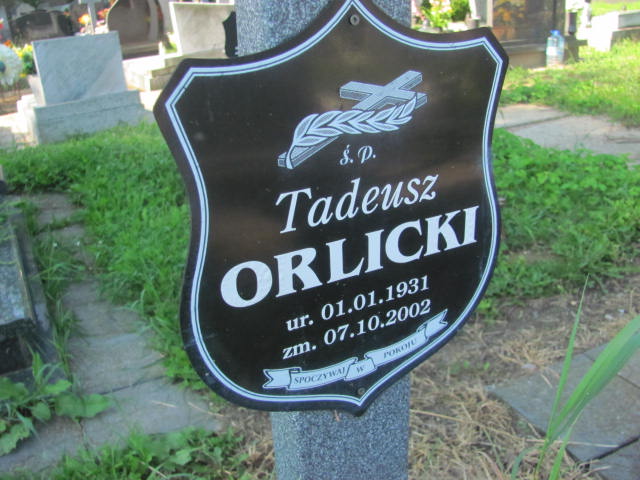 Ś. P.
Tadeusz
ORLICKI
ur. 01.01.1931
zm. 07.10.2002
SPOCZYWAJ W POKOJU